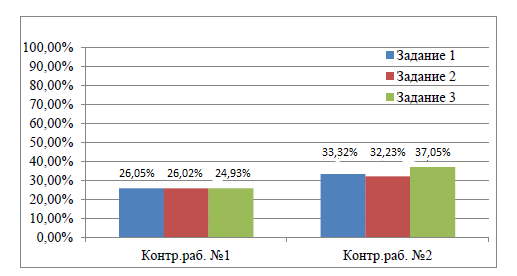 100,00%
90,00%
80,00%
70,00%
60,00%
50,00%
40,00%
30,00%
20,00%
10,00%
0,00%
Задание 1
Задание 2
Задание 3
26,05% 26,02% 24,93%
33,32% 32,23% 37,05%
Контр.раб. №1 Контр.раб. №2